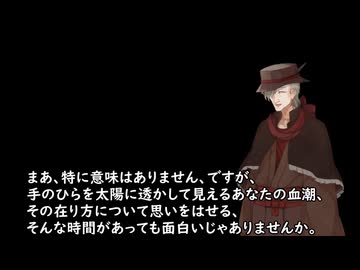 まあ、特に意味はありません、ですが、
手のひらを太陽に透かして見えるあなたの血潮、
その在り方について思いをはせる、
そんな時間があっても面白いじゃありませんか。